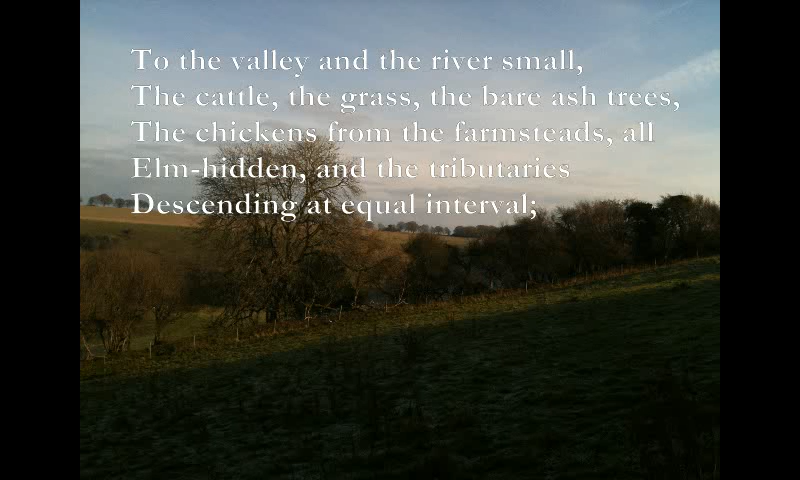 To the valley and the river small,
The cattle, the grass, the bare ash trees,
The chickens from the farmsteads, all
Elm-hidden, and the tributaries
Descending at equal interval;